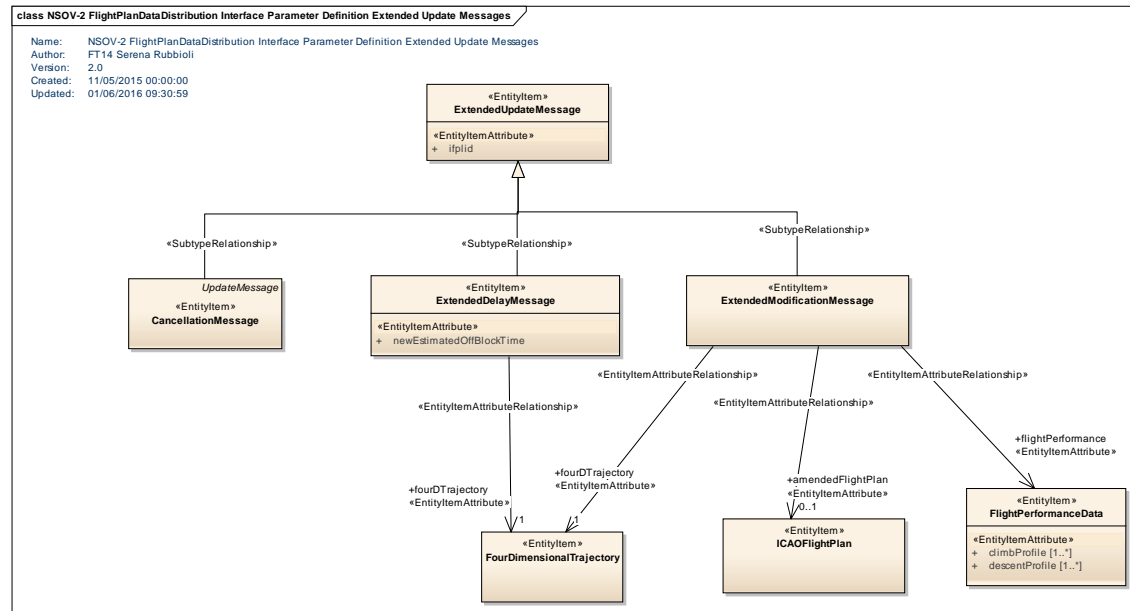 class NSOV-2 FlightPlanDataDistribution Interface Parameter Definition Extended Update Messages
Name: NSOV-2 FlightPlanDataDistribution Interface Parameter Definition Extended Update Messages
Author: FT14 Serena Rubbioli
Version: 2.0
Created: 11/05/2015 00:00:00
Updated: 01/06/2016 09:30:59
«EntityItem»
ExtendedUpdateMessage
«EntityItemAttribute»
+ ifplid
«SubtypeRelationship»
«SubtypeRelationship»
«SubtypeRelationship»
UpdateMessage
«EntityItem»
CancellationMessage
«EntityItem»
ExtendedDelayMessage
«EntityItemAttribute»
+ newEstimatedOffBlockTime
«EntityItem»
ExtendedModificationMessage
«EntityItemAttributeRelationship»
«EntityItemAttributeRelationship»
«EntityItemAttributeRelationship»
«EntityItemAttributeRelationship»
+fourDTrajectory
«EntityItemAttribute»
1
+fourDTrajectory
«EntityItemAttribute»
1
+amendedFlightPlan
«EntityItemAttribute»
0..1
+flightPerformance
«EntityItemAttribute»
«EntityItem»
FourDimensionalTrajectory
«EntityItem»
ICAOFlightPlan
«EntityItem»
FlightPerformanceData
«EntityItemAttribute»
+ climbProfile [1..*]
+ descentProfile [1..*]